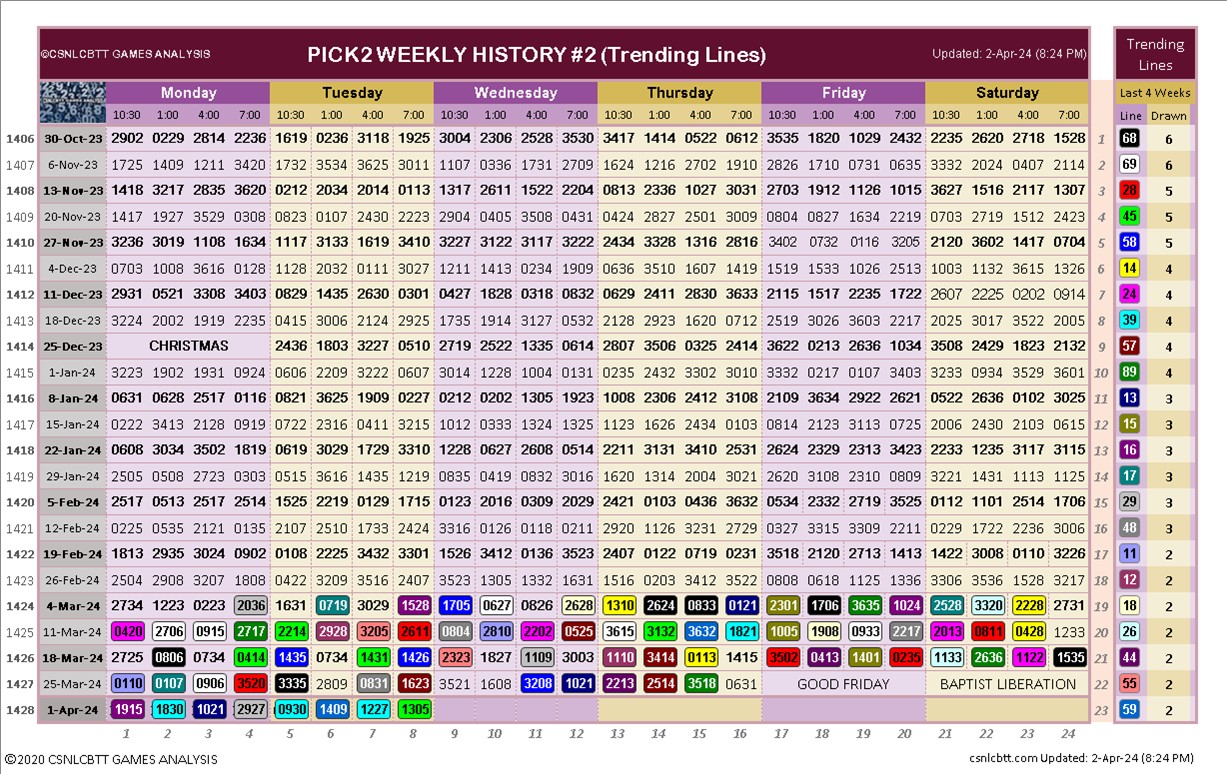 ©CSNLCBTT GAMES ANALYSIS PICK2 WEEKLY HISTORY #2 (Trending Lines) Updated: 2-Apr-24 (8:24 PM) Trending Lines
Monday Tuesday Wednesday Thursday Friday Saturday Last 4 Weeks
10:30 1:00 4:00 7:00 10:30 1:00 4:00 8:00 10:30 1:00 4:00 7:00 10:30 1:00 4:00 7:00 10:30 1:00 4:00 7:00 10:30 1:00 4:00 7:00 Line Drawn
1406 30-Oct-23 2902 0229 2814 2236 1619 0236 3118 1925 3004 2306 2528 3530 3417 1414 0522 0612 3535 1820 1029 2432 2235 2620 2718 1528 1 68 6
1407 6-Nov-23 1725 1409 1211 3420 1732 3534 3625 3011 1107 0336 1731 2709 1624 1216 2702 1910 2826 1710 0131 0635 3332 2024 0407 2114 2 69 6
1408 13-Nov-23 1418 3217 2835 3620 0212 2034 2014 0113 1317 2611 1522 2204 0813 2336 1027 3031 2703 1912 1126 1015 3627 1516 2117 1307 3 28 5
1409 20-Nov-23 1417 1927 3529 0308 0823 0107 2430 2223 2904 0405 3508 0431 0424 2827 2501 3009 0804 0827 1634 2219 0703 2719 1512 2423 4 45 5
1410 27-Nov-23 3236 3019 1108 1634 1117 3133 1619 3410 3227 3122 3117 3222 2434 3328 1316 2816 3402 0732 0116 3205 2120 3602 1417 0704 5 58 5
1411 4-Dec-23 0703 1008 3616 0128 1128 2032 0111 3027 1211 1413 0234 1909 0636 3510 1607 1419 1519 1533 1026 2513 1003 1132 3615 1326 6 14 4
1412 11-Dec-23 2931 0521 3308 3403 0829 1435 2630 0301 0427 1828 0318 0832 0629 2411 2330 3633 2115 1517 2235 1722 2607 2225 0202 0914 7 24 4
1413 18-Dec-23 3224 2002 1919 2235 0415 3006 2124 2923 1735 1914 3127 0532 2128 2923 1620 0712 2519 3026 3603 2217 2025 3017 3522 2005 8 39 4
1414 25-Dec-23 CHRISTMAS 2436 1803 3227 0510 2719 2522 1335 0614 2807 3506 0325 2414 3622 0213 2636 1034 3508 2429 1823 2132 9 57 4
1415 1-Jan-24 3223 1902 1931 0924 0606 2209 3222 0607 3014 1228 1004 0131 0235 2432 3302 3010 3332 0217 0107 3403 3233 0934 3529 3601 10 89 4
1416 8-Jan-24 0631 0628 2517 0116 0821 3625 1909 0227 0212 0202 1305 1923 1008 2306 2412 3108 2109 3634 2922 2621 0522 2636 0102 3025 11 13 3
1417 15-Jan-24 0222 3413 2128 0919 0722 2316 0411 3211 1012 0333 1324 1325 1123 1626 2434 0103 0814 2123 3113 0725 2006 2430 2103 0615 12 15 3
1418 22-Jan-24 0608 3034 3502 1819 0619 3029 1729 3310 1228 0627 2608 0514 2211 3131 3410 2531 2624 2329 2313 3423 2233 1235 3117 3115 13 16 3
1419 29-Jan-24 2505 0508 2723 0303 0515 3616 1435 1219 0835 0419 0832 3016 1620 1314 2004 3021 2620 3108 2310 0809 3221 1431 1113 1125 14 17 3
1420 5-Feb-24 2517 0513 2517 2514 1525 2219 0129 1715 0123 2016 0309 2029 2421 0103 0436 3632 0534 2332 2719 3525 0112 1101 2514 1706 15 29 3
1421 12-Feb-24 0225 0535 2121 0135 2107 2510 1733 2424 3316 0126 0118 0211 2920 1126 3231 2729 0327 3315 3309 2211 0229 1722 2236 3006 16 48 3
1422 19-Feb-24 1813 2935 3024 0902 0108 2225 3432 3301 1526 3412 0136 3523 2407 0122 0719 0231 3518 2120 2713 1413 1422 3008 0110 3226 17 11 2
1423 26-Feb-24 2504 2908 3207 1808 0422 3209 3516 2407 3523 1305 1332 1631 1516 0203 3412 3522 0808 0618 1125 1336 3306 3536 1528 3217 18 12 2
1424 4-Mar-24 2734 1223 0223 2036 1631 0719 3029 1528 1705 0627 0826 2628 1310 2624 0833 0121 2301 1706 3635 1024 2528 3320 2228 2731 19 18 2
1425 11-Mar-24 0420 2706 0915 2717 2214 2928 3205 2611 0804 2810 2202 0525 3615 3132 3632 1821 1005 1908 0933 2217 2013 0811 0428 1233 20 26 2
1426 18-Mar-24 2725 0806 0734 0414 1435 0734 1431 1426 2323 1827 1109 3003 1110 3414 0113 1415 3502 0413 1401 0235 1133 2636 1122 1535 21 44 2
1427 25-Mar-24 0110 0107 0906 3520 3335 2809 0831 1623 3521 1608 3208 1021 2213 2514 3518 0631 GOOD FRIDAY BAPTIST LIBERATION 22 55 2
1428 1-Apr-24 1915 1830 1021 2927 0930 1409 1227 1305 23 59 2
1 2 3 4 5 6 7 8 9 10 11 12 13 14 15 16 17 18 19 20 21 22 23 24
©2020 CSNLCBTT GAMES ANALYSIS csnlcbtt.com Updated: 2-Apr-24 (8:24 PM)